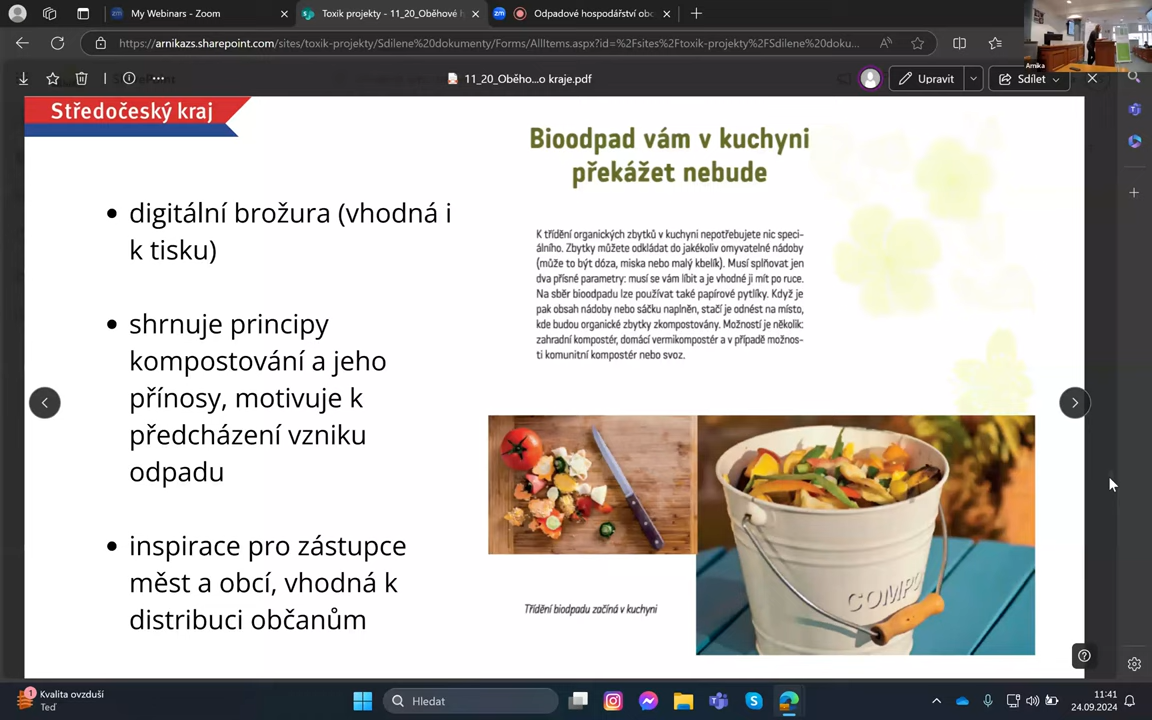 My Webinars - Zoom
Toxik projekty - 11_20_Oběhové h
Odpadové hospodářství obc
https://arnikazs.sharepoint.com/sites/toxik-projekty/Sdilene%20dokumenty/Forms/AllItems.aspx?id=%2Fsites%2Ftoxik-projekty%2FSdilene%20doku...
Arnika
11_20_Oběho...o kraje.pdf
Upravit
Sdílet
Středočeský kraj
digitální brožura (vhodná i
k tisku)
shrnuje principy
kompostování a jeho
přínosy, motivuje k
předcházení vzniku
odpadu
inspirace pro zástupce
měst a obcí, vhodná k
distribuci občanům
Bioodpad vám v kuchyni
překážet nebude
K třídění organických zbytků v kuchyni nepotřebujete nic speci-
álního. Zbytky můžete odkládat do jakékoliv omyvatelné nádoby
(může to být dóza, miska nebo malý kbelík). Musí splňovat jen
dva přísné parametry: musí se vám líbit a je vhodné ji mít po ruce.
Na sběr bioodpadu lze používat také papírové pytlíky. Když je
pak obsah nádoby nebo sáčku naplněn, stačí je odnést na místo,
kde budou organické zbytky zkompostovány. Možností je několik:
zahradní kompostér, domácí vermikompostér a v případě možnos-
ti komunitní kompostér nebo svoz.
COMPO
Třídění biodpadu začíná v kuchyni
1
Kvalita ovzduší
Teď
Hledat
11:41
24.09.2024